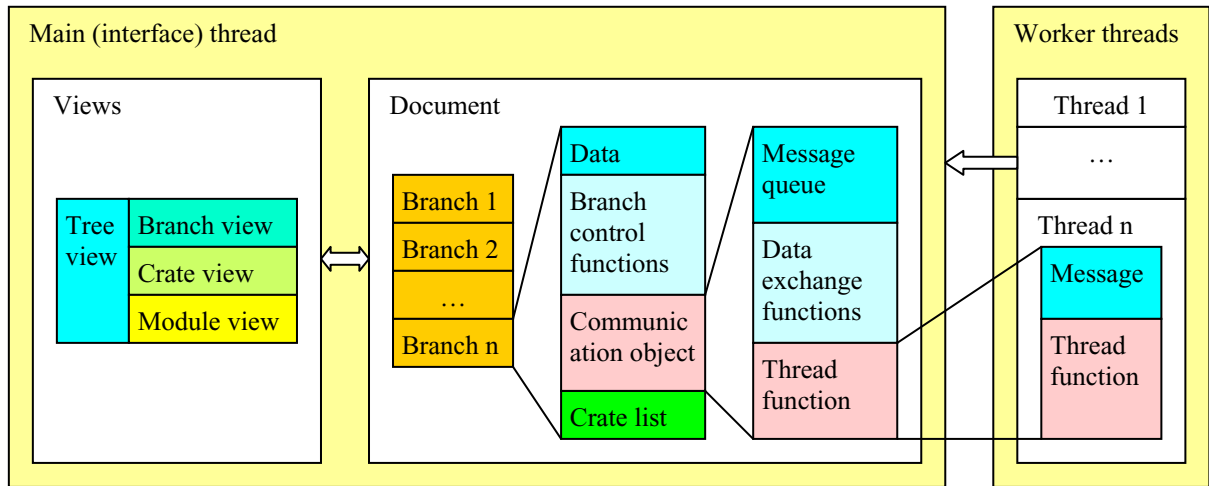 Main (interface) thread
Worker threads
Views
Tree
view
Branch view
Crate view
Module view
Document
Branch 1
Branch 2
…
Branch n
Data
Branch
control
functions
Communic
ation object
Crate list
Message
queue
Data
exchange
functions
Thread
function
Thread 1
…
Thread n
Message
Thread
function